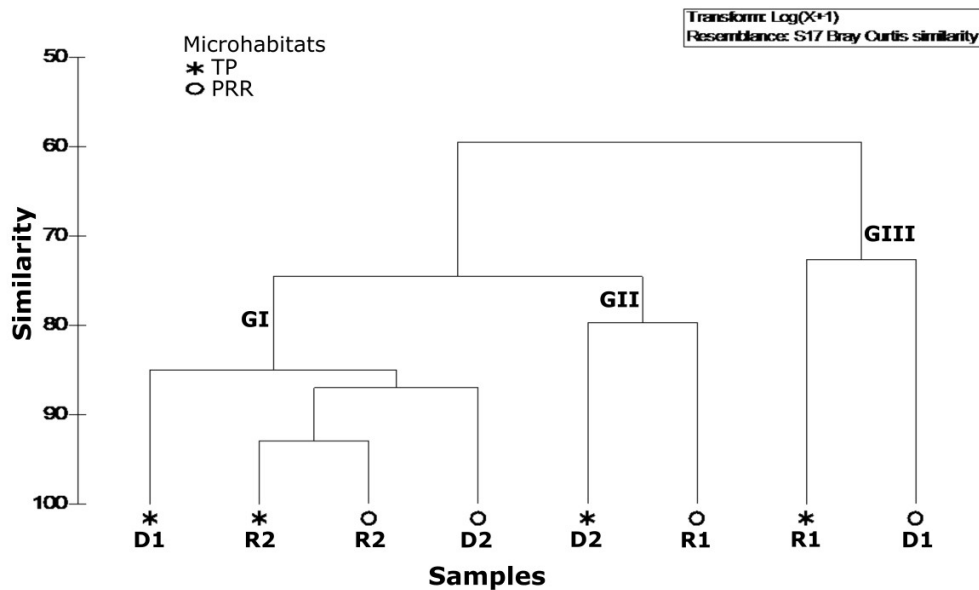 Transform: Log(X+1)
Resemblance: S17 Bray Curtis similarity
Microhabitats
TP
PRR
50
60
70
80
90
100
Similarity
GI
GII
GIII
D1 R2 R2 D2 D2 R1 R1 D1
Samples